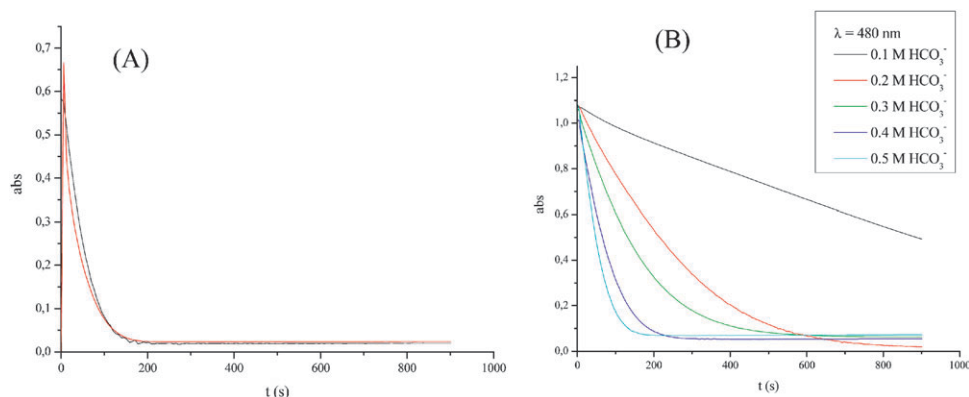 (A)
0,7
0,6
0,5
0,4
0,3
0,2
0,1
0,0
abs
0 200 400 600 800 1000
t (s)
(B)
1,2
1,0
0,8
0,6
0,4
0,2
0,0
abs
0 200 400 600 800 1000
t (s)
λ = 480 nm
0.1 M HCO₃⁻
0.2 M HCO₃⁻
0.3 M HCO₃⁻
0.4 M HCO₃⁻
0.5 M HCO₃⁻